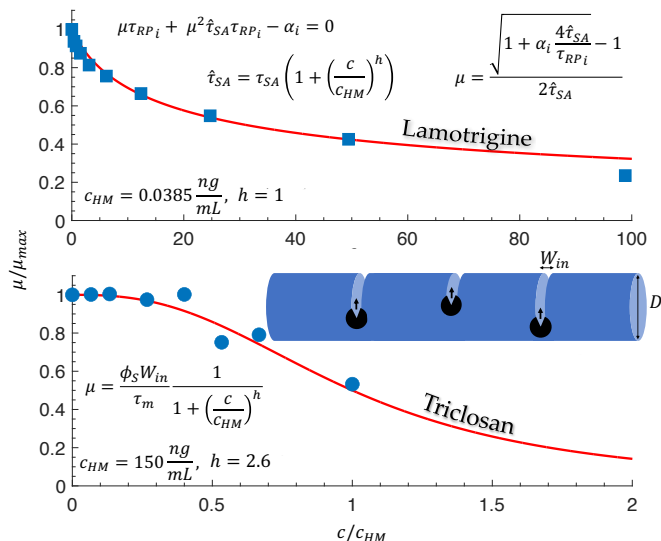 μτ_{RP_i} + μ²τ̂_{SA}τ_{RP_i} − α_i = 0
τ̂_{SA} = τ_{SA} (1 + (c/c_{HM})^h)
μ = (√(1 + α_i 4τ̂_{SA}/τ_{RP_i}) − 1)/(2τ̂_{SA})
Lamotrigine
c_{HM} = 0.0385 ng/mL, h = 1
1
0.8
0.6
0.4
0.2
0
0 20 40 60 80 100
μ/μ_{max}
W_{in}
D
μ = (ϕ_S W_{in}/τ_m) 1/(1 + (c/c_{HM})^h)
Triclosan
c_{HM} = 150 ng/mL, h = 2.6
1
0.8
0.6
0.4
0.2
0
0 0.5 1 1.5 2
c/c_{HM}